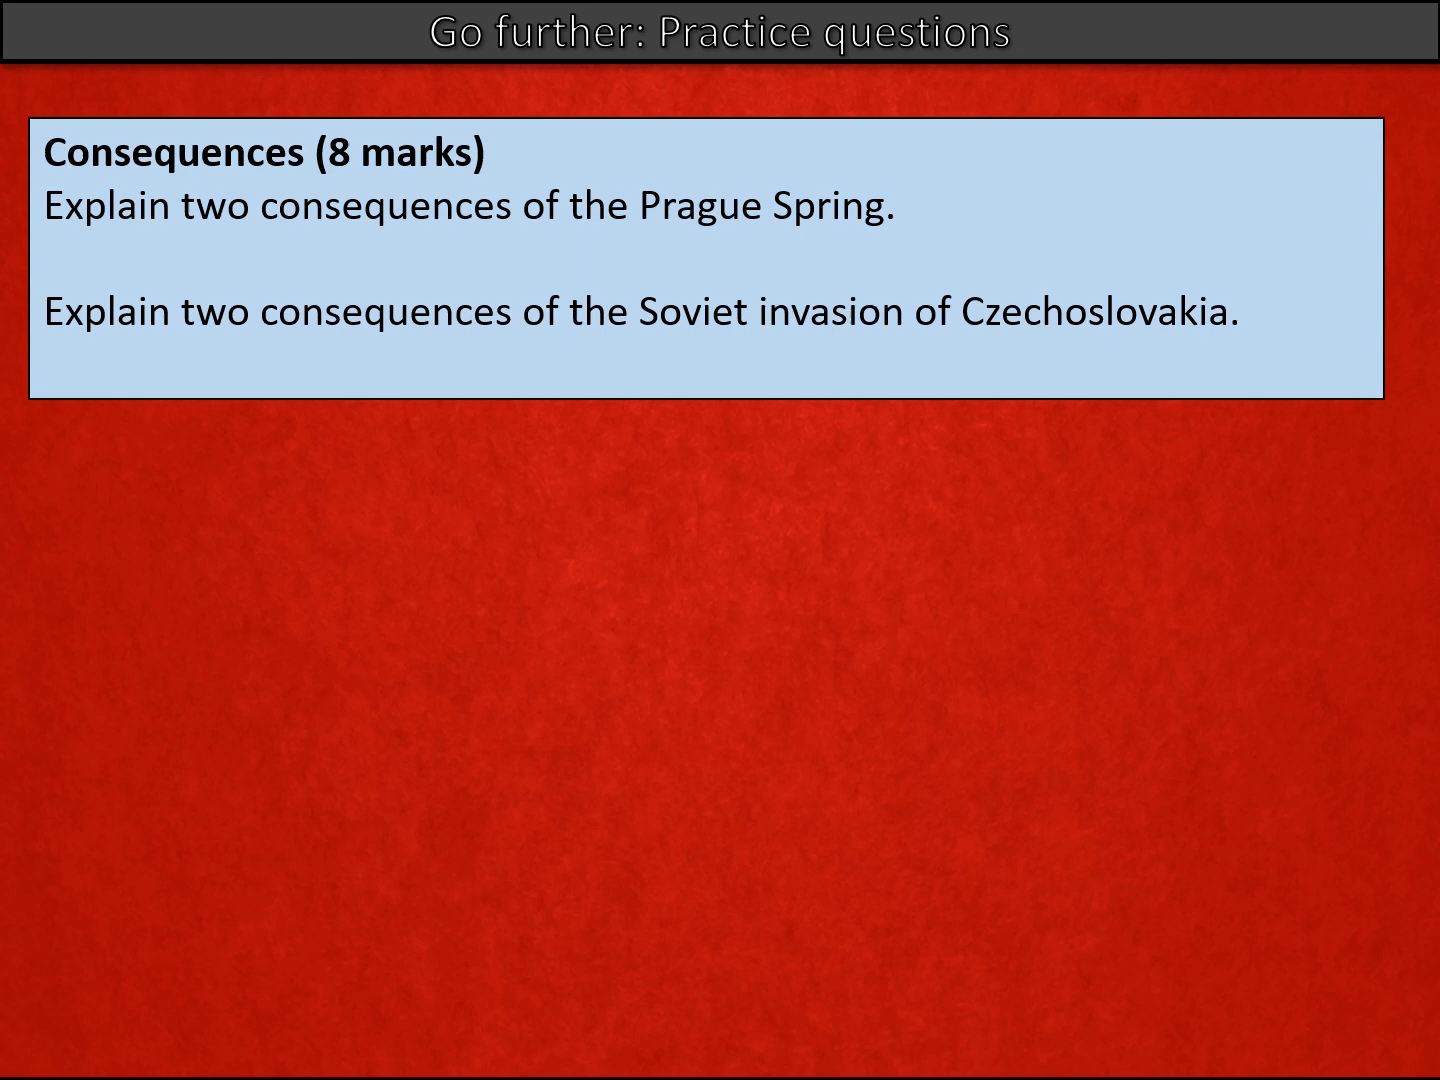 Go further: Practice questions
Consequences (8 marks)
Explain two consequences of the Prague Spring.
Explain two consequences of the Soviet invasion of Czechoslovakia.